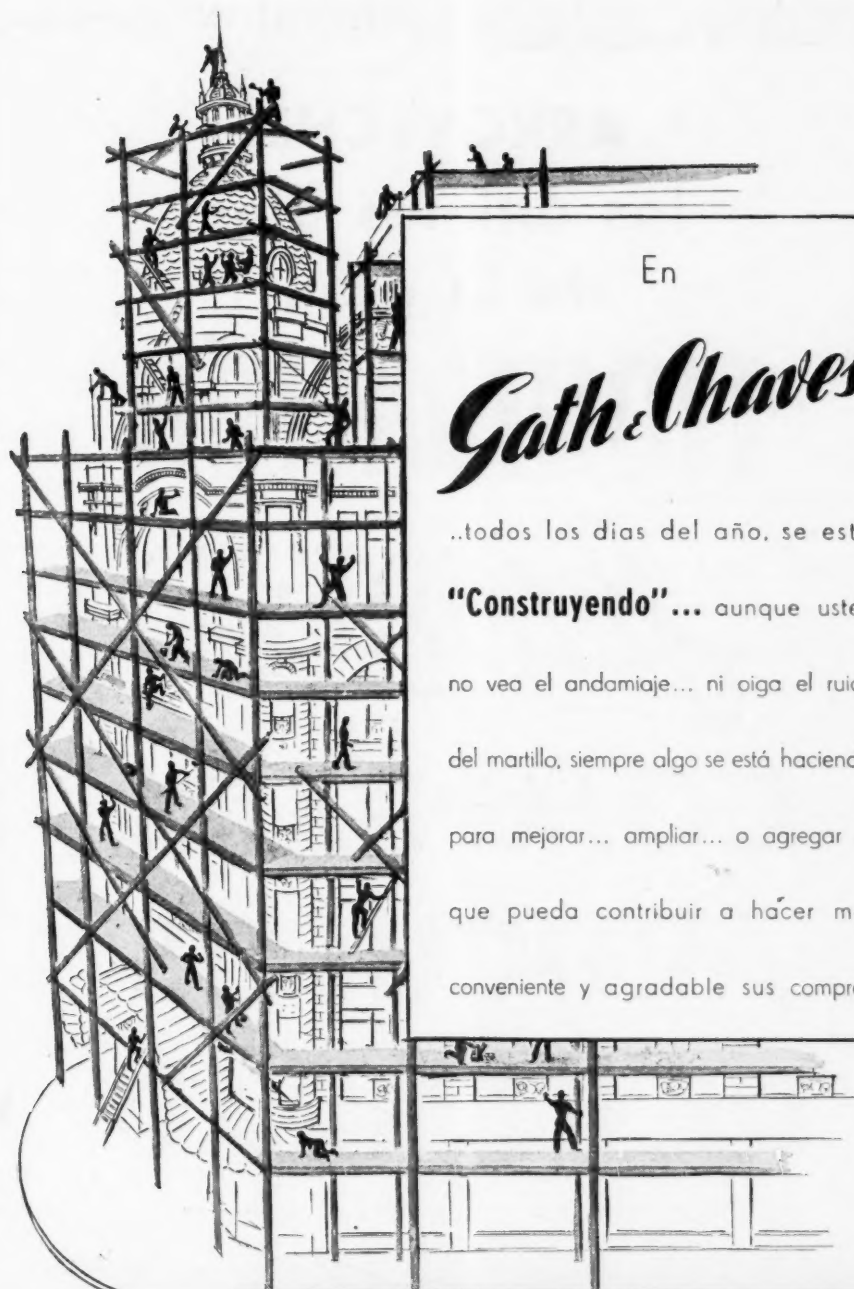 En
Gath & Chaves
..todos los dias del año, se est
"Construyendo"... aunque uste
no vea el andamiaje... ni oiga el ruid
del martillo, siempre algo se está haciend
para mejorar... ampliar... o agregar
que pueda contribuir a hácer m
conveniente y agradable sus compr